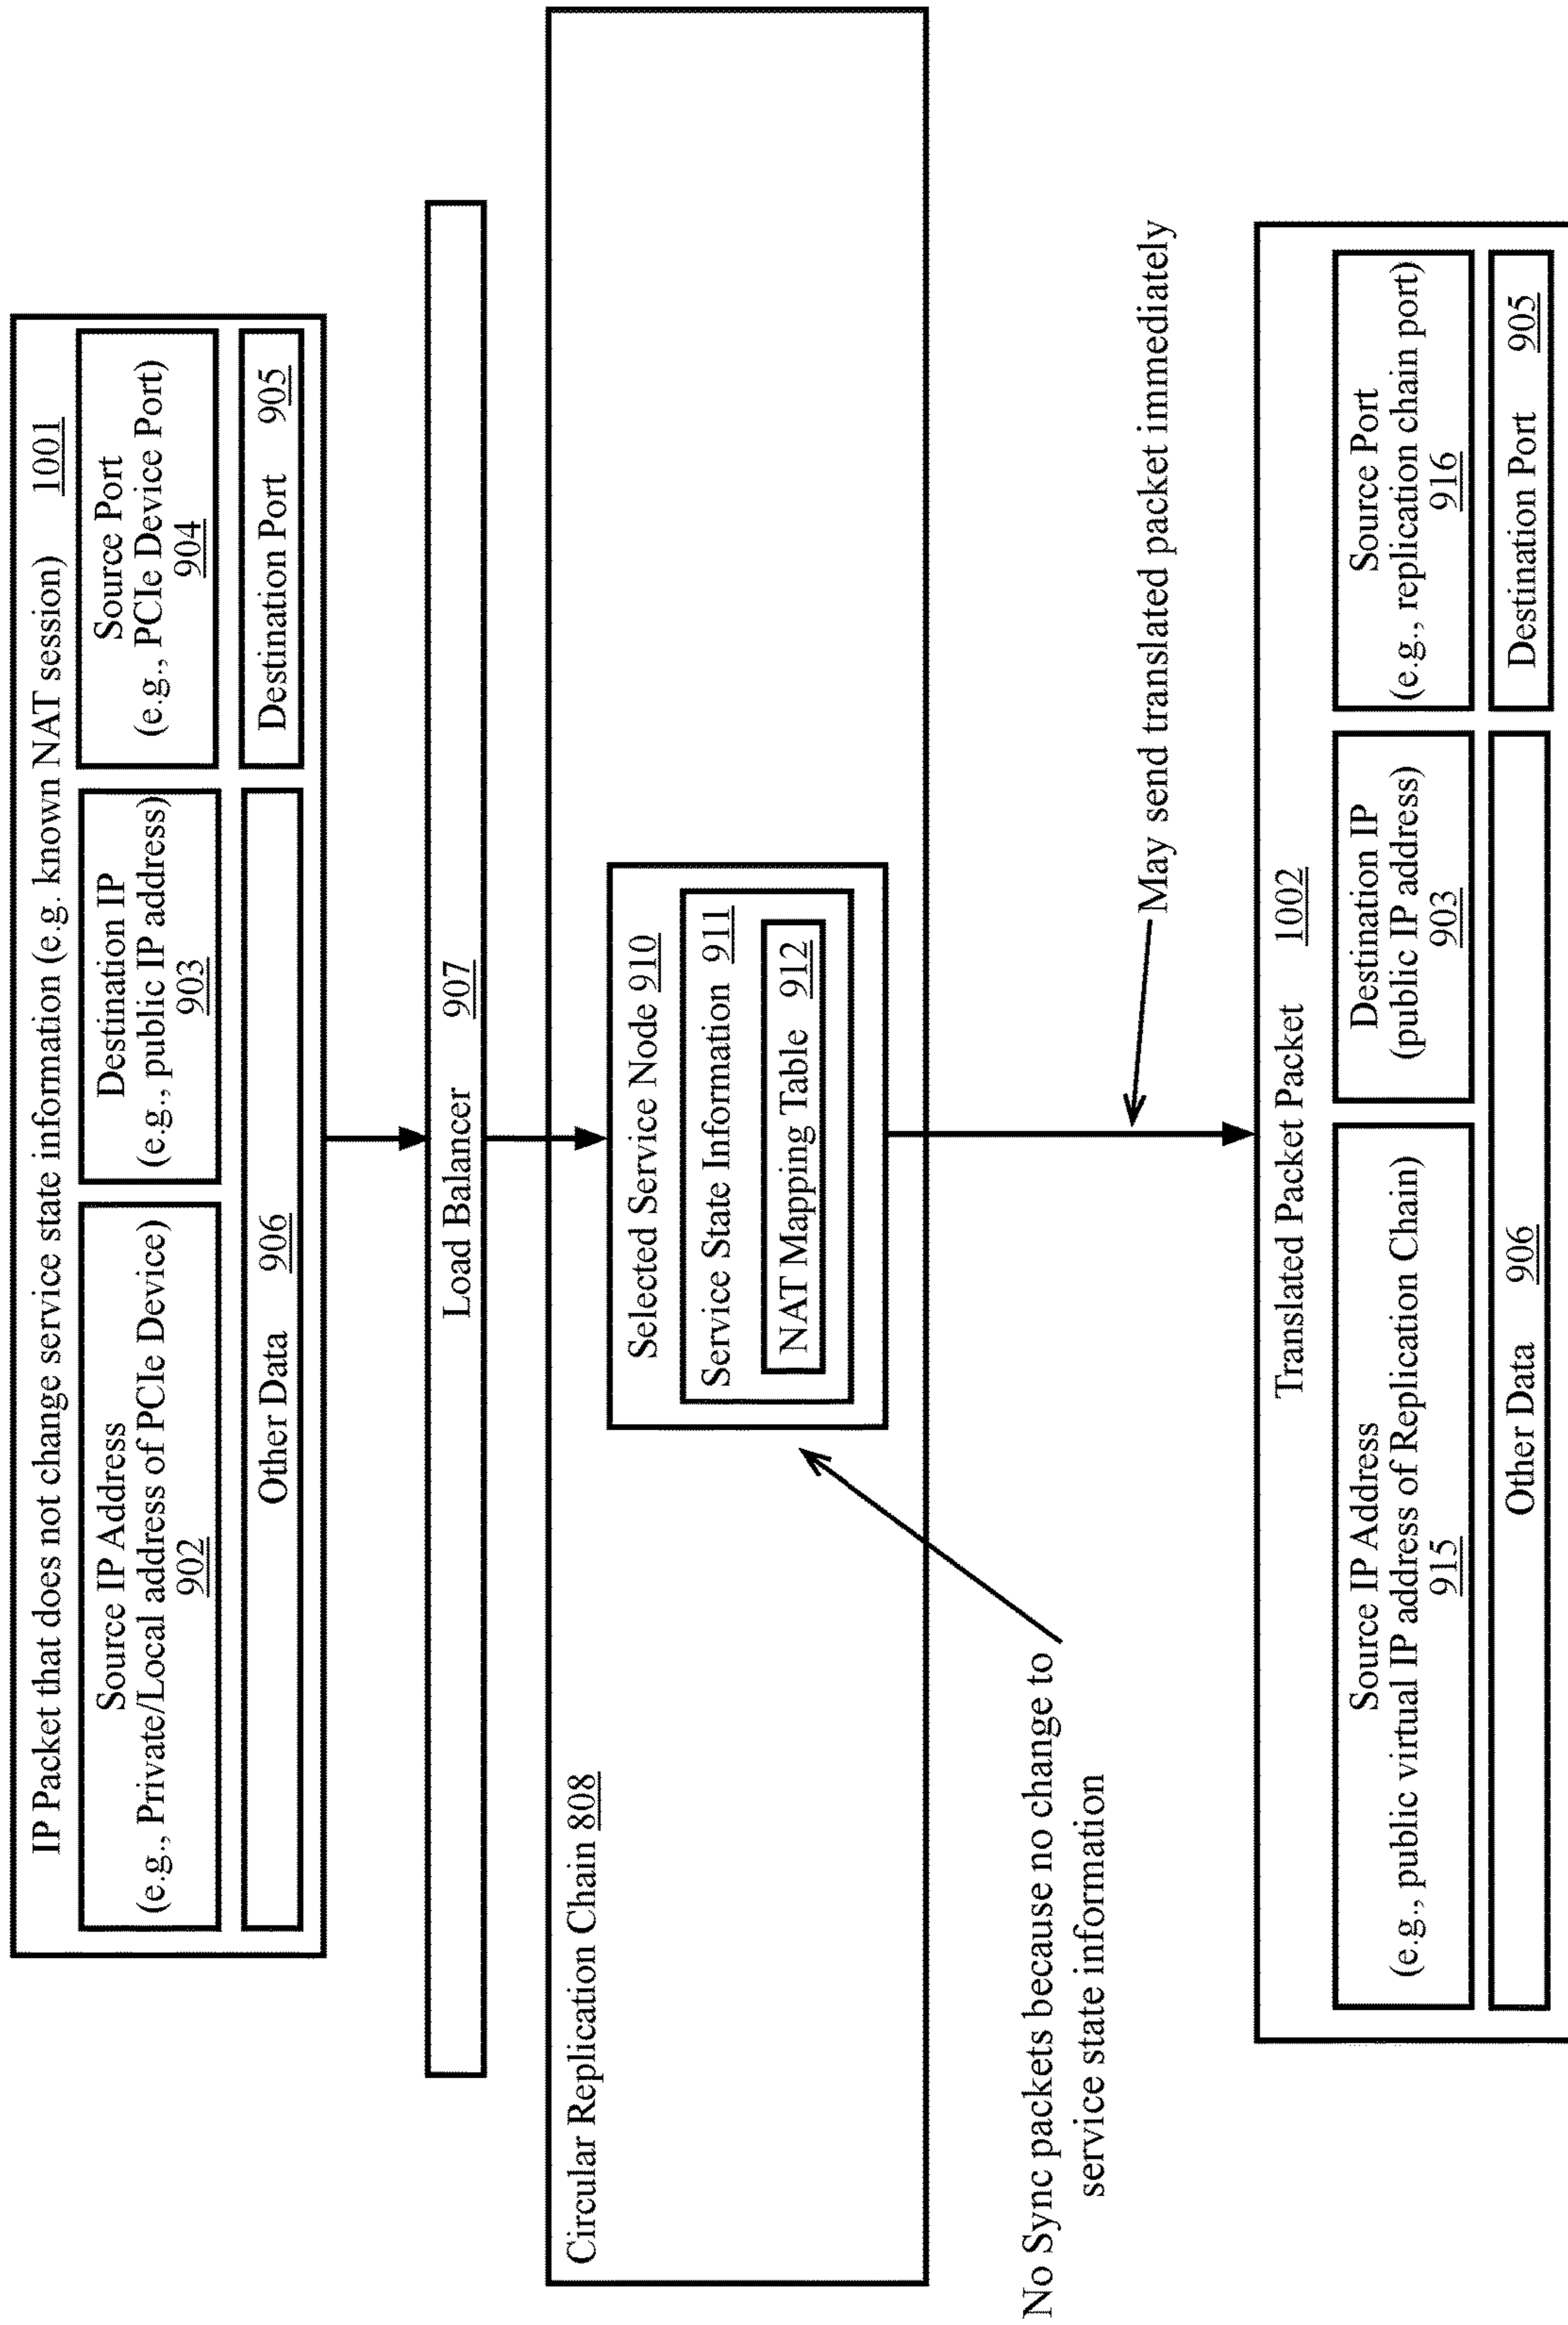 IP Packet that does not change service state information (e.g. known NAT session) 1001
Source IP Address
(e.g., Private/Local address of PCIe Device)
902
Destination IP
(e.g., public IP address)
903
Source Port
(e.g., PCIe Device Port)
904
Other Data 906
Destination Port 905
Load Balancer 907
Circular Replication Chain 808
Selected Service Node 910
Service State Information 911
NAT Mapping Table 912
No Sync packets because no change to
service state information
May send translated packet immediately
Translated Packet Packet 1002
Source IP Address
(e.g., public virtual IP address of Replication Chain)
915
Destination IP
(public IP address)
903
Source Port
(e.g., replication chain port)
916
Other Data 906
Destination Port 905